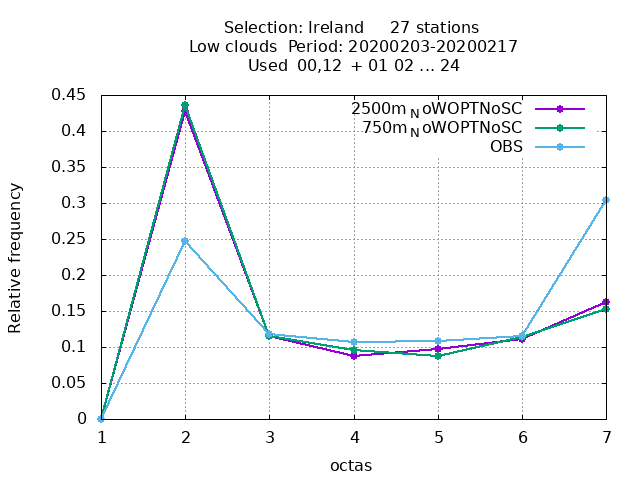 Selection: Ireland 27 stations
Low clouds Period: 20200203-20200217
Used 00,12 + 01 02 ... 24
2500m_NoWOPTNoSC
750m_NoWOPTNoSC
OBS
Relative frequency
0.45
0.4
0.35
0.3
0.25
0.2
0.15
0.1
0.05
0
1 2 3 4 5 6 7
octas